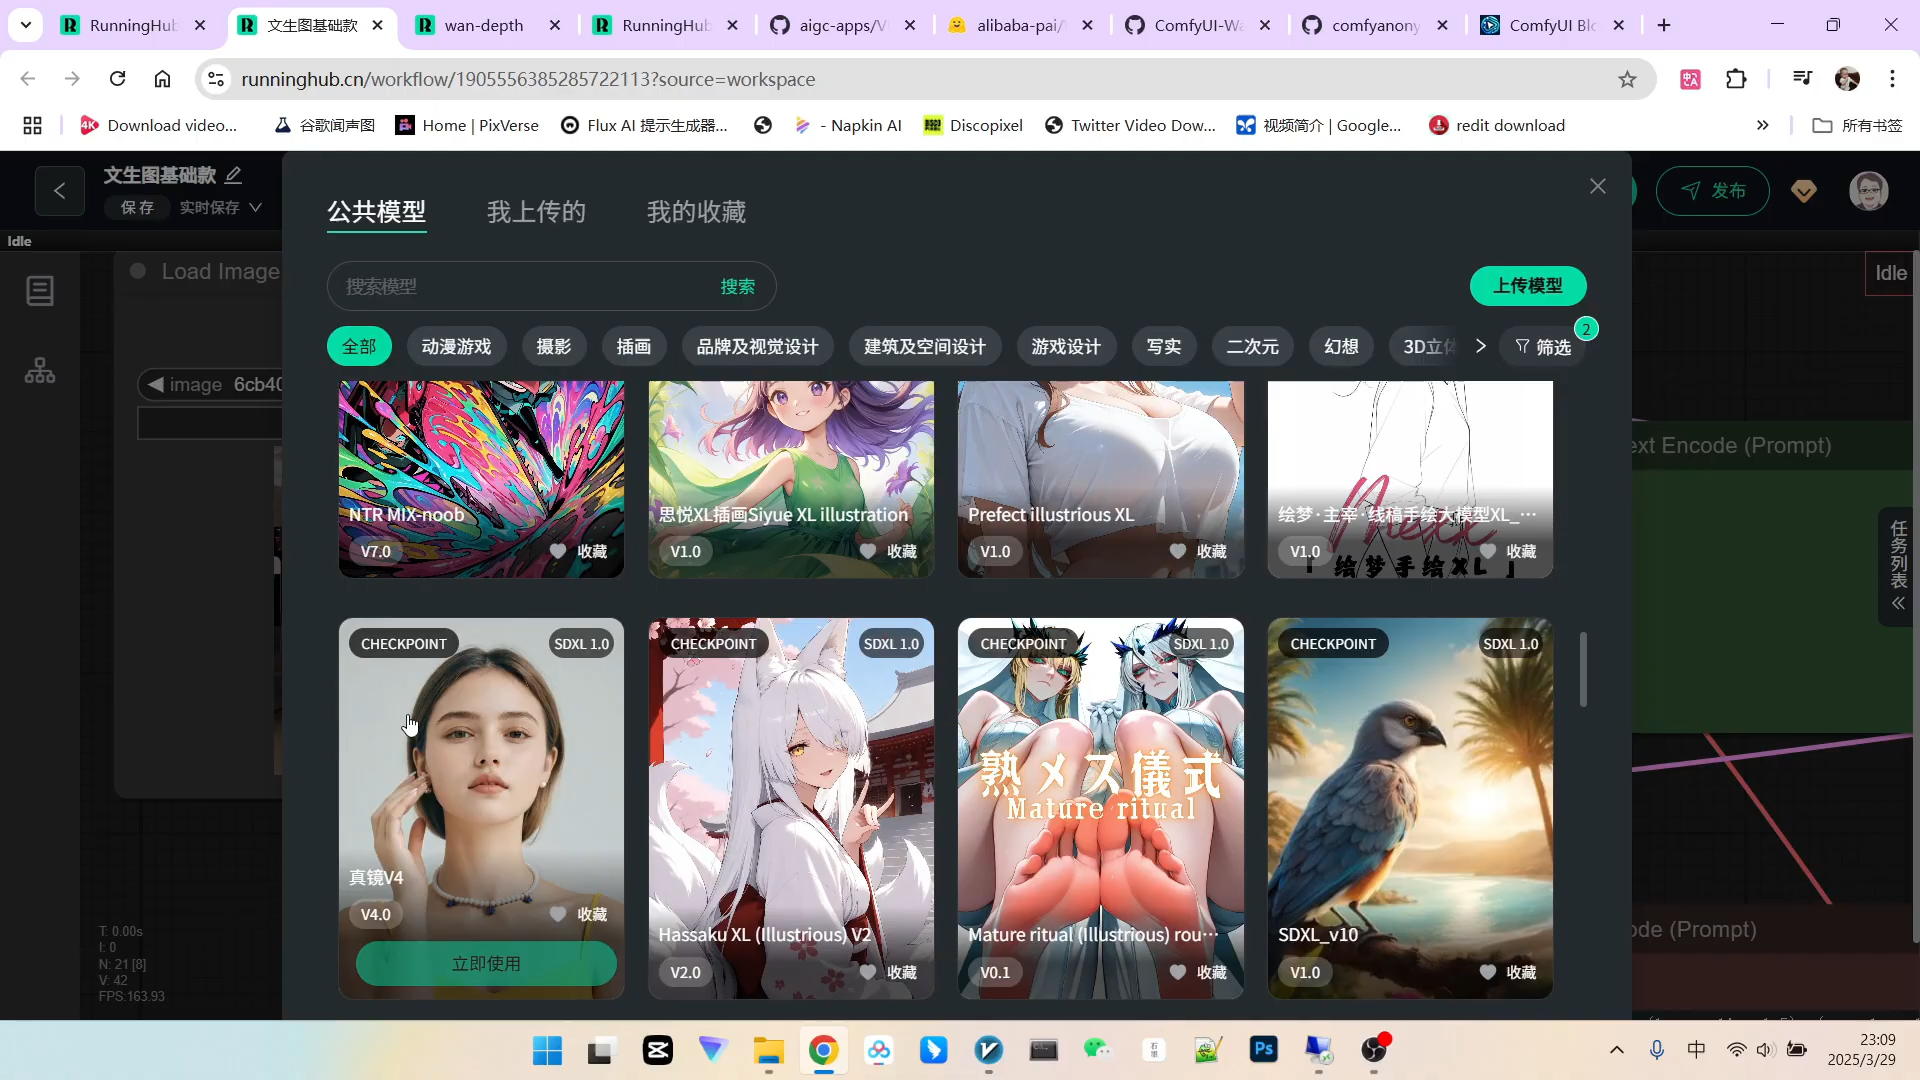 RunningHub
文生图基础款
wan-depth
RunningHub
aigc-apps/V
alibaba-pai/
ComfyUI-Wa
comfyanony
ComfyUI Blo
runninghub.cn/workflow/1905556385285722113?source=workspace
Download video...
谷歌闻声图
Home | PixVerse
Flux AI 提示生成器...
- Napkin AI
Discopixel
Twitter Video Dow...
视频简介 | Google...
redit download
所有书签
文生图基础款
保存
实时保存
发布
Idle
Load Image
image 6cb40
公共模型
我上传的
我的收藏
搜索模型
搜索
上传模型
全部
动漫游戏
摄影
插画
品牌及视觉设计
建筑及空间设计
游戏设计
写实
二次元
幻想
3D立体
筛选
2
NTR MIX-noob
V7.0
收藏
思悦XL插画Siyue XL illustration
V1.0
收藏
Prefect illustrious XL
V1.0
收藏
绘梦·主宰·线稿手绘大模型XL_...
V1.0
收藏
「绘梦手绘XL」
CHECKPOINT
SDXL 1.0
真镜V4
V4.0
收藏
立即使用
CHECKPOINT
SDXL 1.0
Hassaku XL (Illustrious) V2
V2.0
收藏
CHECKPOINT
SDXL 1.0
熟メス儀式
Mature ritual
Mature ritual (Illustrious) rou...
V0.1
收藏
CHECKPOINT
SDXL 1.0
SDXL_v10
V1.0
收藏
Idle
ext Encode (Prompt)
任务列表
ode (Prompt)
T: 0.00s
I: 0
N: 21 [8]
V: 42
FPS:163.93
中
23:09
2025/3/29